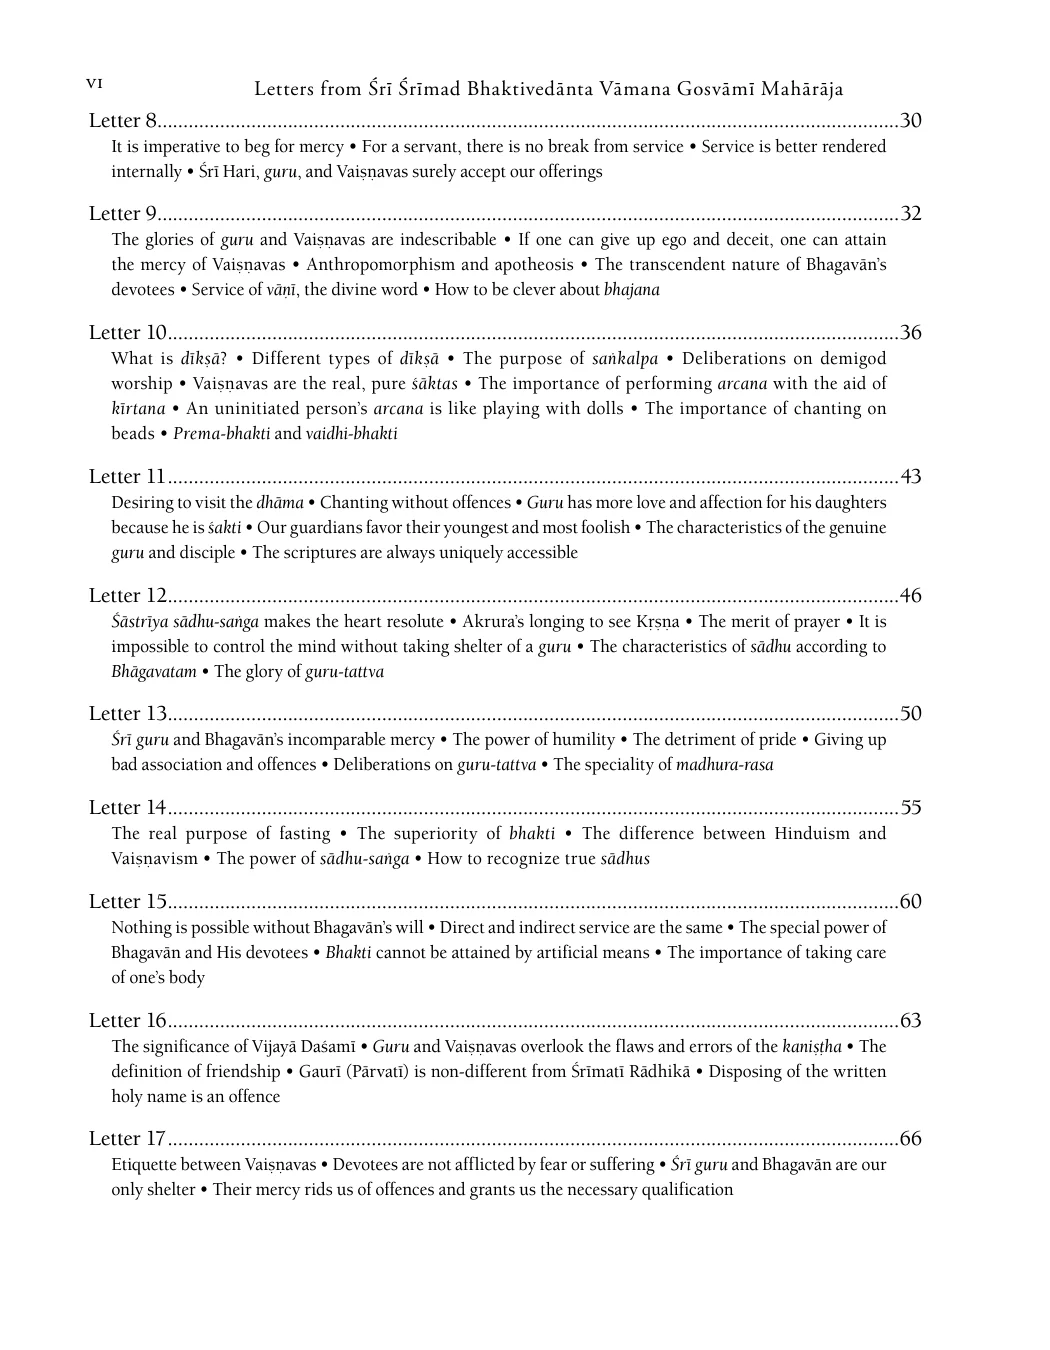 VI
Letters from Śrī Śrīmad Bhaktivedānta Vāmana Gosvāmī Mahārāja
Letter 8....................................................................................................................................................30
It is imperative to beg for mercy • For a servant, there is no break from service • Service is better rendered
internally • Śrī Hari, guru, and Vaiṣṇavas surely accept our offerings
Letter 9....................................................................................................................................................32
The glories of guru and Vaiṣṇavas are indescribable • If one can give up ego and deceit, one can attain
the mercy of Vaiṣṇavas • Anthropomorphism and apotheosis • The transcendent nature of Bhagavān’s
devotees • Service of vāṇī, the divine word • How to be clever about bhajana
Letter 10..................................................................................................................................................36
What is dīkṣā? • Different types of dīkṣā • The purpose of saṅkalpa • Deliberations on demigod
worship • Vaiṣṇavas are the real, pure śāktas • The importance of performing arcana with the aid of
kīrtana • An uninitiated person’s arcana is like playing with dolls • The importance of chanting on
beads • Prema-bhakti and vaidhi-bhakti
Letter 11..................................................................................................................................................43
Desiring to visit the dhāma • Chanting without offences • Guru has more love and affection for his daughters
because he is śakti • Our guardians favor their youngest and most foolish • The characteristics of the genuine
guru and disciple • The scriptures are always uniquely accessible
Letter 12..................................................................................................................................................46
Śāstrīya sādhu-saṅga makes the heart resolute • Akrura’s longing to see Kṛṣṇa • The merit of prayer • It is
impossible to control the mind without taking shelter of a guru • The characteristics of sādhu according to
Bhāgavatam • The glory of guru-tattva
Letter 13..................................................................................................................................................50
Śrī guru and Bhagavān’s incomparable mercy • The power of humility • The detriment of pride • Giving up
bad association and offences • Deliberations on guru-tattva • The speciality of madhura-rasa
Letter 14..................................................................................................................................................55
The real purpose of fasting • The superiority of bhakti • The difference between Hinduism and
Vaiṣṇavism • The power of sādhu-saṅga • How to recognize true sādhus
Letter 15..................................................................................................................................................60
Nothing is possible without Bhagavān’s will • Direct and indirect service are the same • The special power of
Bhagavān and His devotees • Bhakti cannot be attained by artificial means • The importance of taking care
of one’s body
Letter 16..................................................................................................................................................63
The significance of Vijayā Daśamī • Guru and Vaiṣṇavas overlook the flaws and errors of the kaniṣṭha • The
definition of friendship • Gaurī (Pārvatī) is non-different from Śrīmatī Rādhikā • Disposing of the written
holy name is an offence
Letter 17..................................................................................................................................................66
Etiquette between Vaiṣṇavas • Devotees are not afflicted by fear or suffering • Śrī guru and Bhagavān are our
only shelter • Their mercy rids us of offences and grants us the necessary qualification